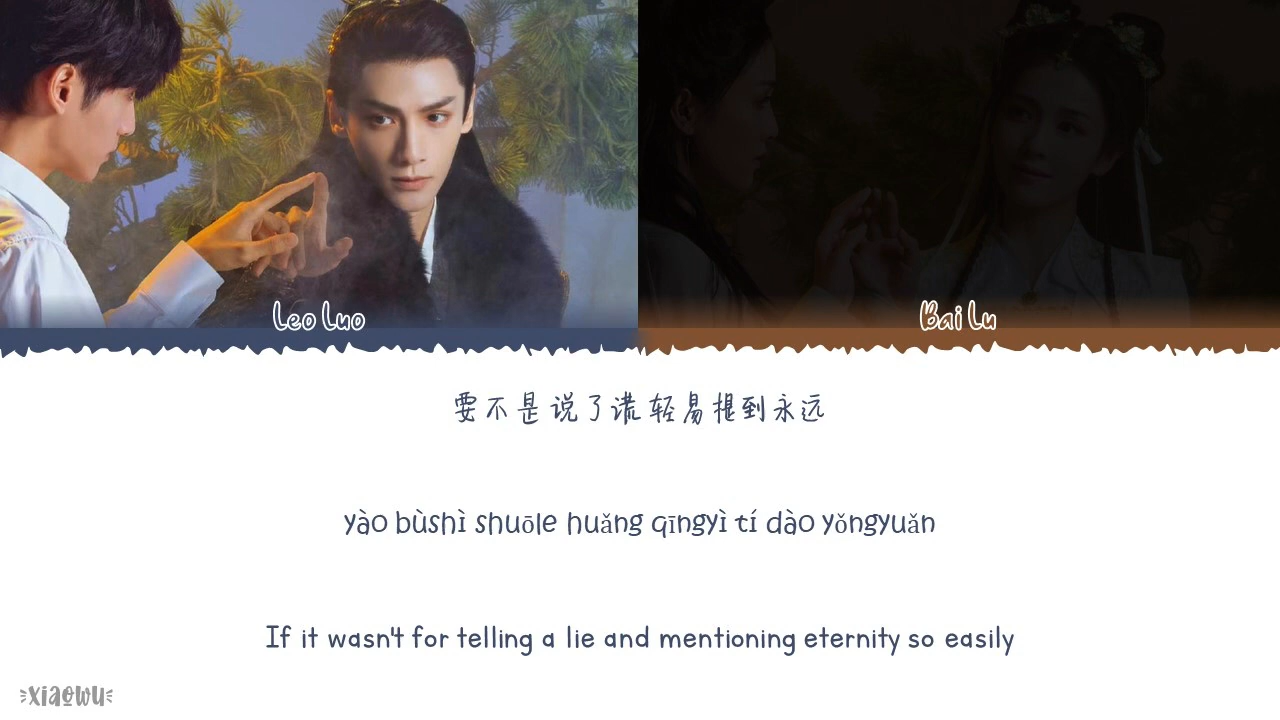 Leo Luo
Bai Lu
要不是说了谎轻易提到永远
yào bùshì shuōle huǎng qīngyì tí dào yǒngyuǎn
If it wasn't for telling a lie and mentioning eternity so easily
xiaowu